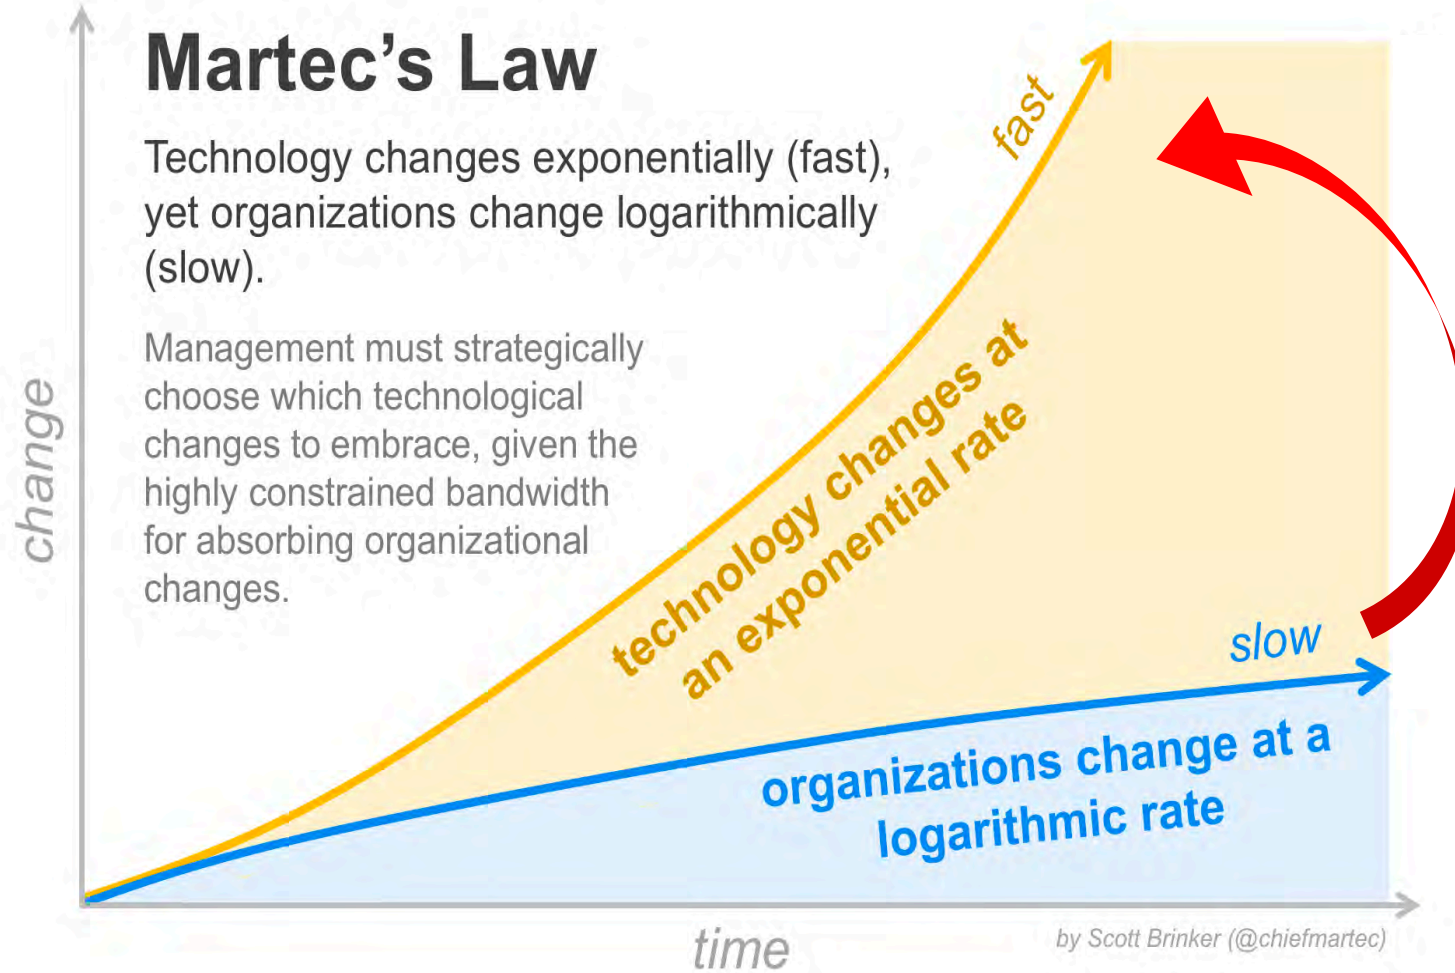 Martec’s Law
Technology changes exponentially (fast),
yet organizations change logarithmically
(slow).
Management must strategically
choose which technological
changes to embrace, given the
highly constrained bandwidth
for absorbing organizational
changes.
change
fast
technology changes at
an exponential rate
slow
organizations change at a
logarithmic rate
time
by Scott Brinker (@chiefmartec)